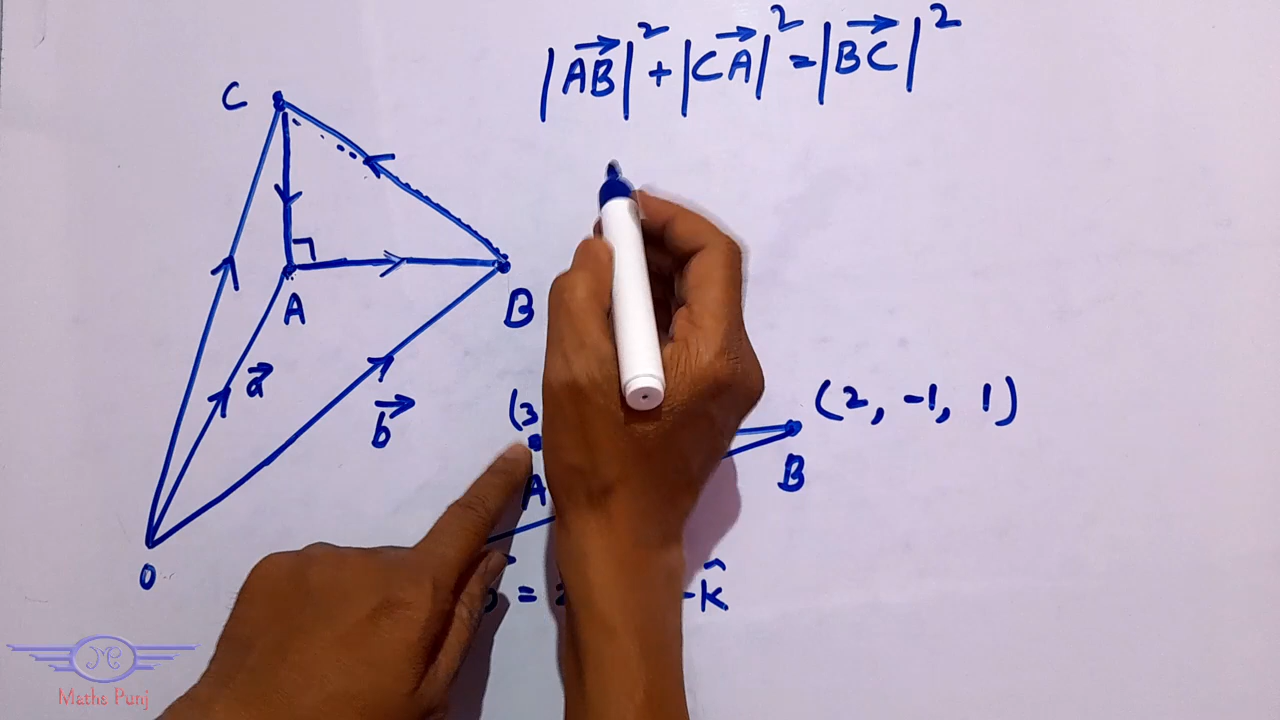 |AB|² + |CA|² = |BC|²
C
A
B
a
b
(3
(2, -1, 1)
A
B
O
= k̂
Maths Punj